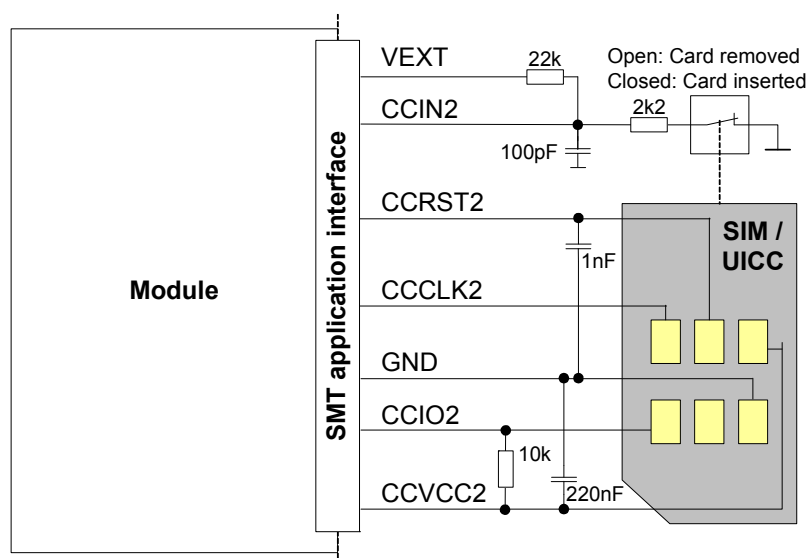 VEXT
22k
Open: Card removed
Closed: Card inserted
CCIN2
2k2
100pF
CCRST2
SIM /
UICC
1nF
Module
SMT application interface
CCCLK2
GND
CCIO2
10k
220nF
CCVCC2